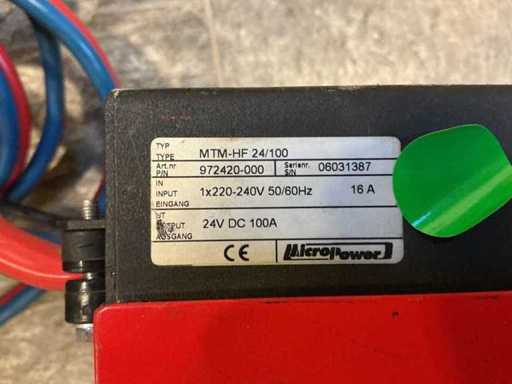 TYP
TYPE MTM-HF 24/100
Art.nr
P/N 972420-000 Serienr.
S/N 06031387
IN
INPUT 1x220-240V 50/60Hz 16 A
EINGANG
UT
24V DC 100A
AUSGANG
CE MicroPower